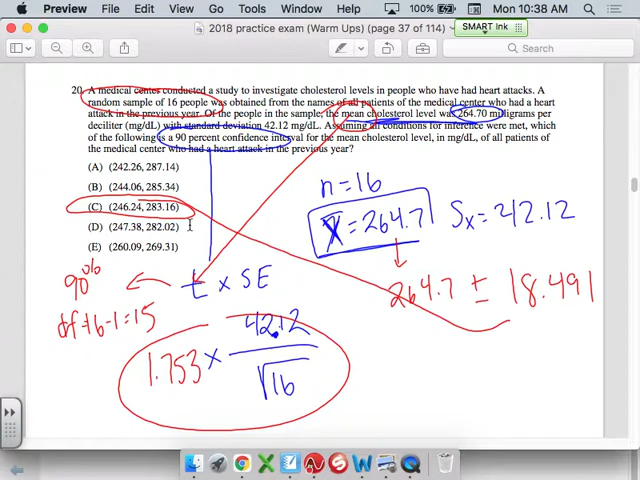 Preview File Edit View Go Tools Window Help 100% Mon 10:38 AM
2018 practice exam (Warm Ups) (page 37 of 114)
SMART Ink
Search
20. A medical center conducted a study to investigate cholesterol levels in people who have had heart attacks. A
random sample of 16 people was obtained from the names of all patients of the medical center who had a heart
attack in the previous year. Of the people in the sample, the mean cholesterol level was 264.70 milligrams per
deciliter (mg/dL) with standard deviation 42.12 mg/dL. Assuming all conditions for inference were met, which
of the following is a 90 percent confidence interval for the mean cholesterol level, in mg/dL, of all patients of
the medical center who had a heart attack in the previous year?
(A) (242.26, 287.14)
(B) (244.06, 285.34)
(C) (246.24, 283.16)
(D) (247.38, 282.02)
(E) (260.09, 269.31)
n=16
x̄=264.7 Sx=42.12
90% ← t x SE
264.7 ± 18.491
df=16-1=15
1.753 x 42.12
√16